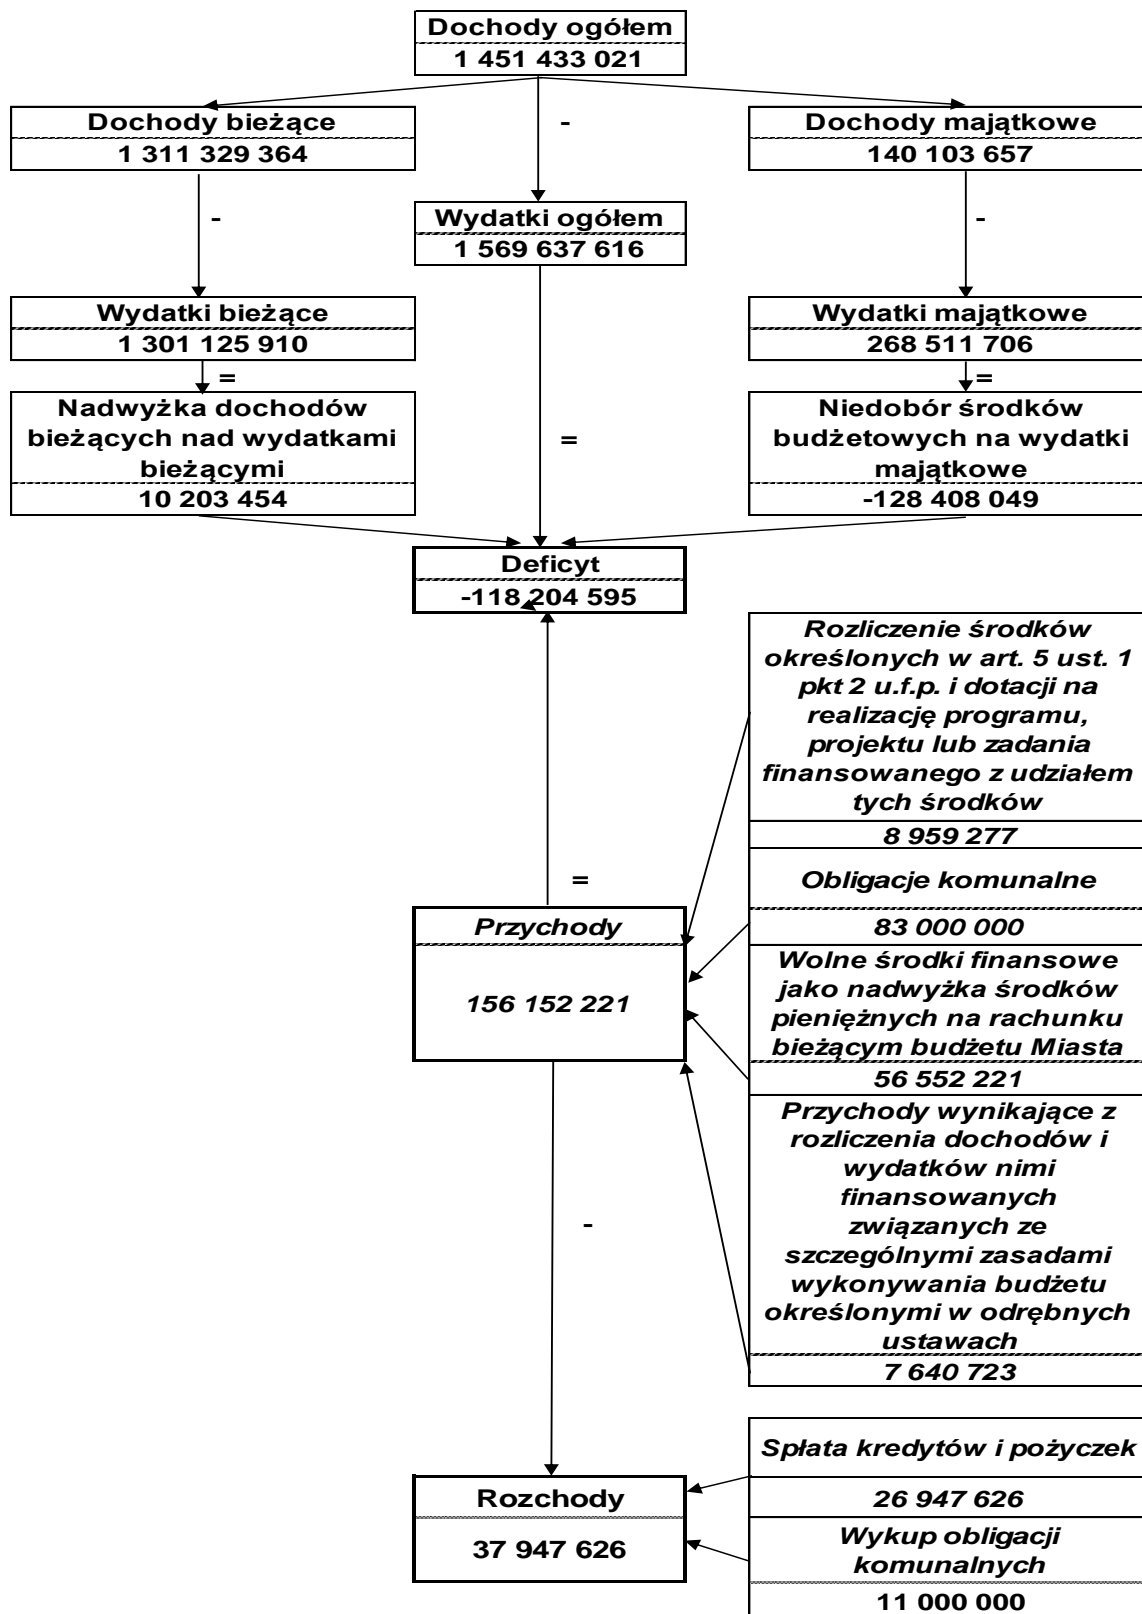 Dochody ogółem
1 451 433 021
Dochody bieżące
1 311 329 364
-
Dochody majątkowe
140 103 657
-
Wydatki ogółem
1 569 637 616
-
Wydatki bieżące
1 301 125 910
Wydatki majątkowe
268 511 706
=
=
Nadwyżka dochodów
bieżących nad wydatkami
bieżącymi
10 203 454
=
Niedobór środków
budżetowych na wydatki
majątkowe
-128 408 049
Deficyt
-118 204 595
Rozliczenie środków
określonych w art. 5 ust. 1
pkt 2 u.f.p. i dotacji na
realizację programu,
projektu lub zadania
finansowanego z udziałem
tych środków
8 959 277
=
Obligacje komunalne
83 000 000
Przychody
156 152 221
Wolne środki finansowe
jako nadwyżka środków
pieniężnych na rachunku
bieżącym budżetu Miasta
56 552 221
Przychody wynikające z
rozliczenia dochodów i
wydatków nimi
finansowanych
związanych ze
szczególnymi zasadami
wykonywania budżetu
określonymi w odrębnych
ustawach
7 640 723
-
Spłata kredytów i pożyczek
26 947 626
Rozchody
37 947 626
Wykup obligacji
komunalnych
11 000 000